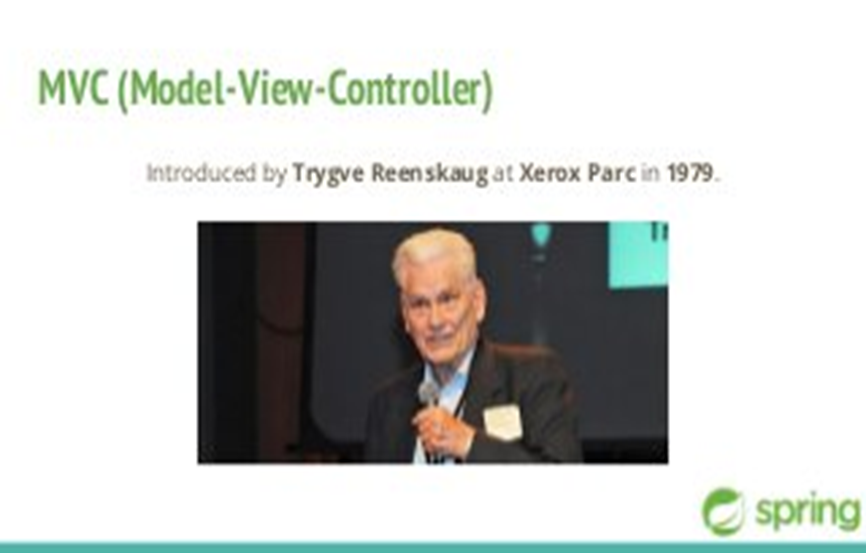 MVC (Model-View-Controller)
Introduced by Trygve Reenskaug at Xerox Parc in 1979.
spring